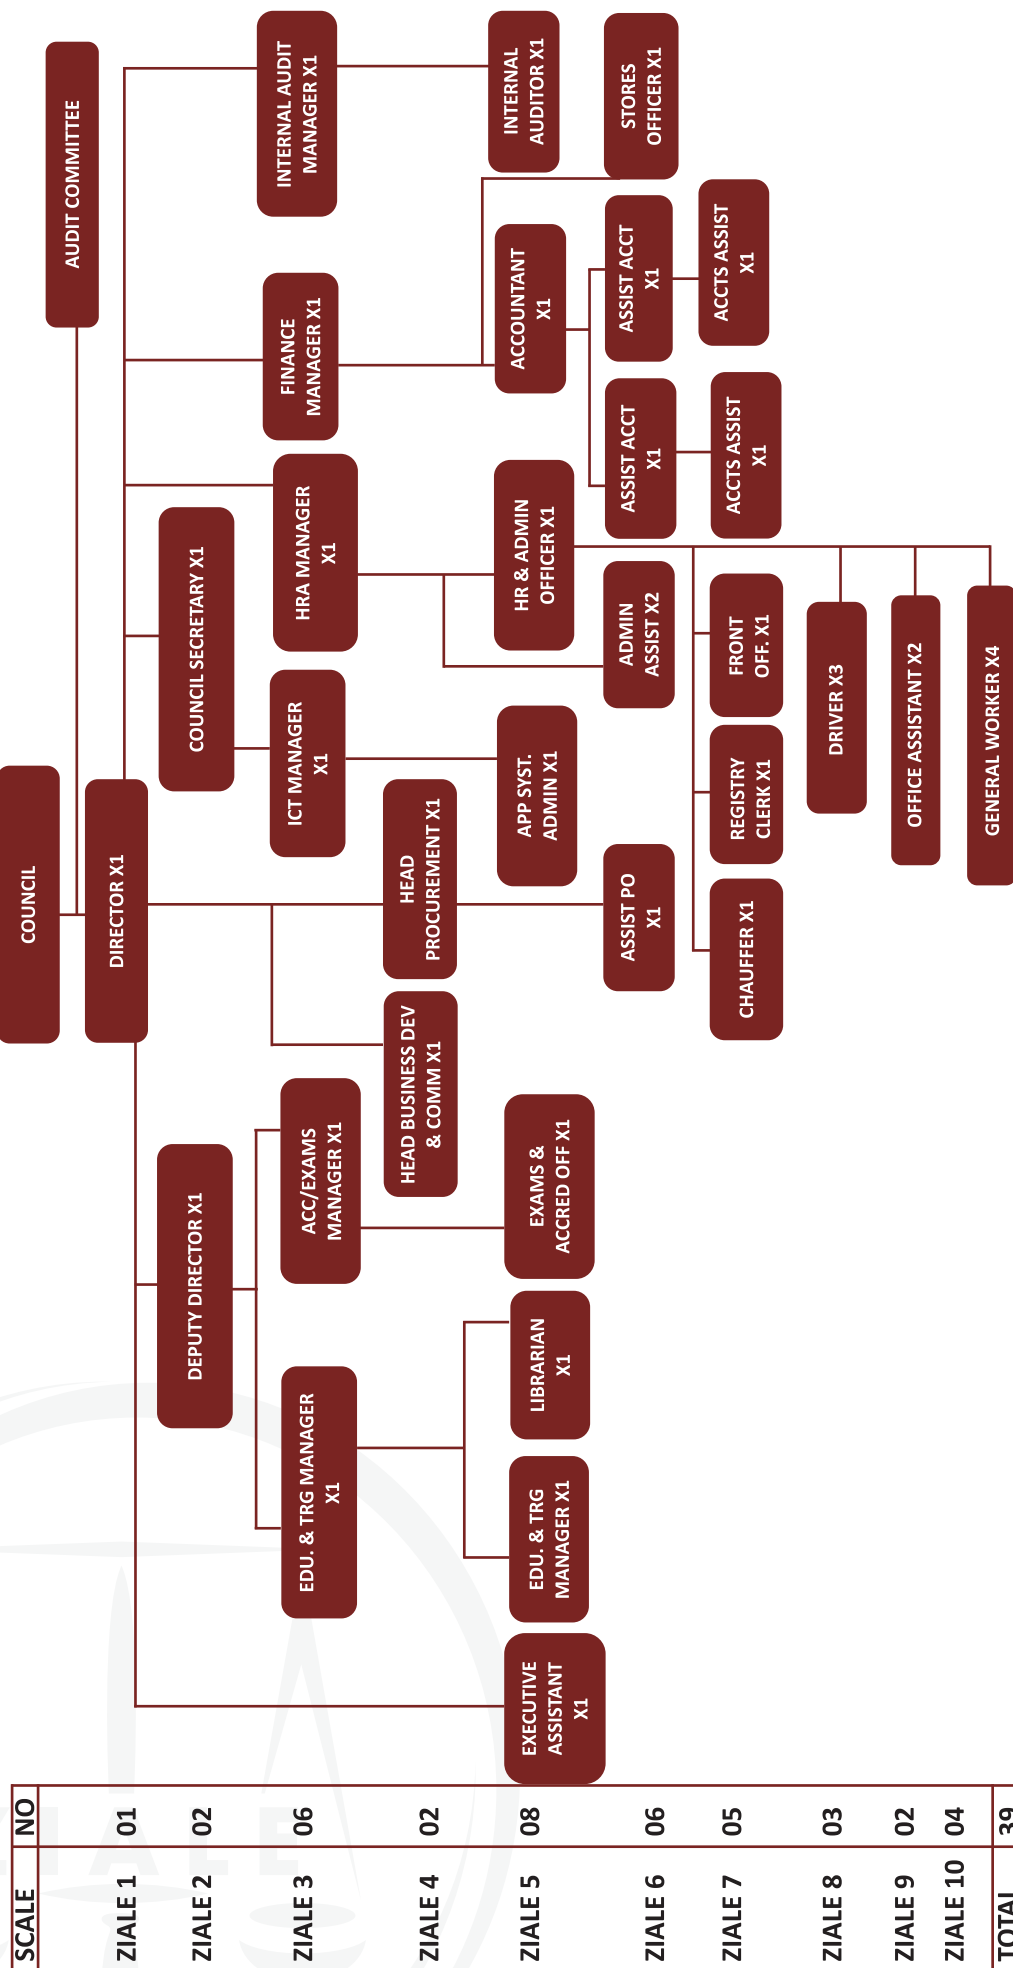 SCALE
NO
COUNCIL
AUDIT COMMITTEE
ZIALE 1
01
DIRECTOR X1
ZIALE 2
02
DEPUTY DIRECTOR X1
COUNCIL SECRETARY X1
ZIALE 3
06
EDU. & TRG MANAGER
X1
ACC/EXAMS
MANAGER X1
ICT MANAGER
X1
HRA MANAGER
X1
FINANCE
MANAGER X1
INTERNAL AUDIT
MANAGER X1
ZIALE 4
02
HEAD BUSINESS DEV
& COMM X1
HEAD
PROCUREMENT X1
ZIALE 5
08
EXECUTIVE
ASSISTANT
X1
EDU. & TRG
MANAGER X1
LIBRARIAN
X1
EXAMS &
ACCRED OFF X1
APP SYST.
ADMIN X1
HR & ADMIN
OFFICER X1
ACCOUNTANT
X1
INTERNAL
AUDITOR X1
ZIALE 6
06
ASSIST PO
X1
ADMIN
ASSIST X2
ASSIST ACCT
X1
ASSIST ACCT
X1
STORES
OFFICER X1
ZIALE 7
05
CHAUFFER X1
REGISTRY
CLERK X1
FRONT
OFF. X1
ACCTS ASSIST
X1
ACCTS ASSIST
X1
ZIALE 8
03
DRIVER X3
ZIALE 9
02
OFFICE ASSISTANT X2
ZIALE 10
04
GENERAL WORKER X4
TOTAL
39